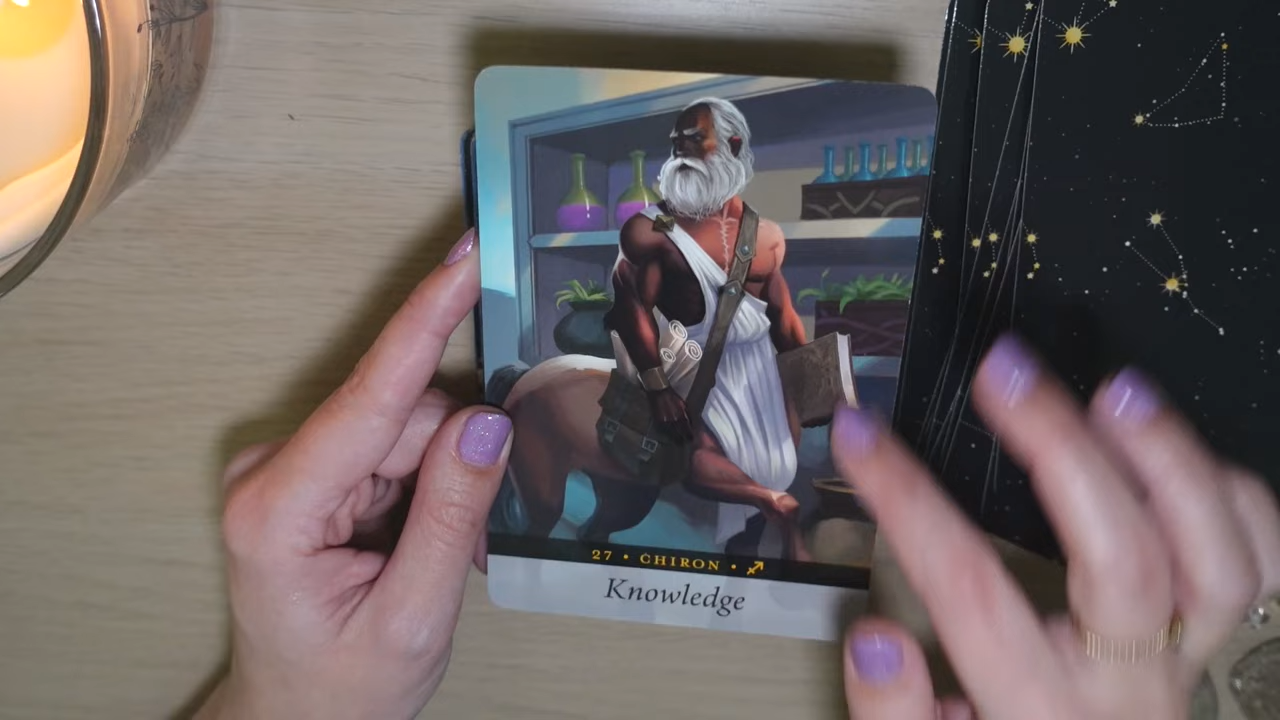 27 • CHIRON • ♐
Knowledge